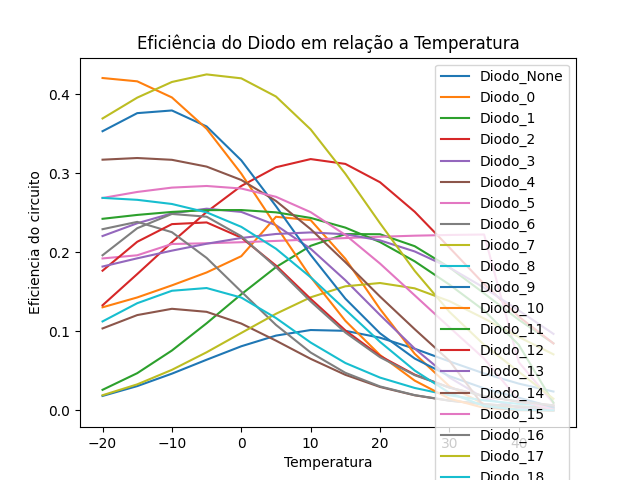 Eficiência do Diodo em relação a Temperatura
Eficiencia do circuito
0.4
0.3
0.2
0.1
0.0
−20
−10
0
10
20
30
40
Temperatura
Diodo_None
Diodo_0
Diodo_1
Diodo_2
Diodo_3
Diodo_4
Diodo_5
Diodo_6
Diodo_7
Diodo_8
Diodo_9
Diodo_10
Diodo_11
Diodo_12
Diodo_13
Diodo_14
Diodo_15
Diodo_16
Diodo_17
Diodo_18